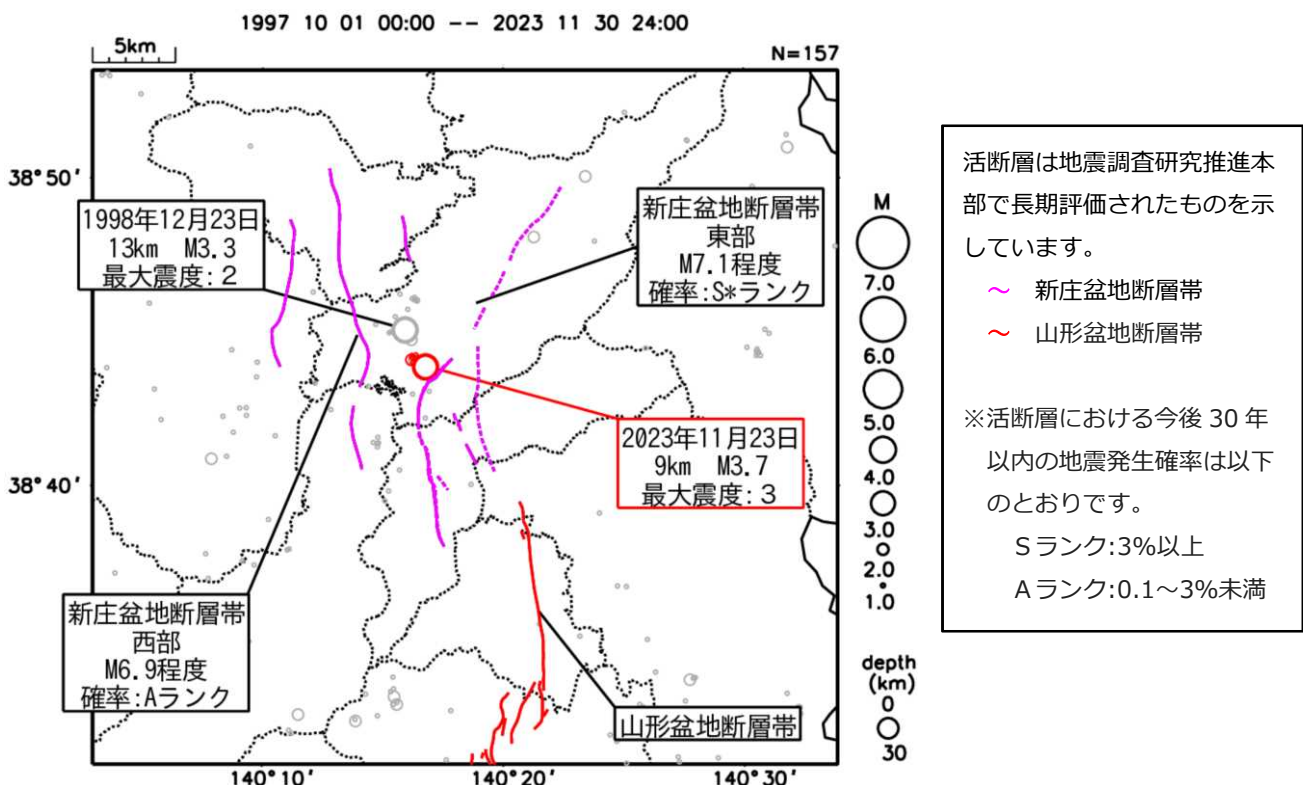 1997 10 01 00:00 -- 2023 11 30 24:00
5km
N=157
38°50'
38°40'
140°10'
140°20'
140°30'
1998年12月23日
13km M3.3
最大震度:2
新庄盆地断層帯
東部
M7.1程度
確率:S*ランク
2023年11月23日
9km M3.7
最大震度:3
新庄盆地断層帯
西部
M6.9程度
確率:Aランク
山形盆地断層帯
M
7.0
6.0
5.0
4.0
3.0
2.0
1.0
depth
(km)
0
30
活断層は地震調査研究推進本
部で長期評価されたものを示
しています。
～ 新庄盆地断層帯
～ 山形盆地断層帯
※活断層における今後 30 年
以内の地震発生確率は以下
のとおりです。
Ｓランク:3%以上
Ａランク:0.1～3%未満